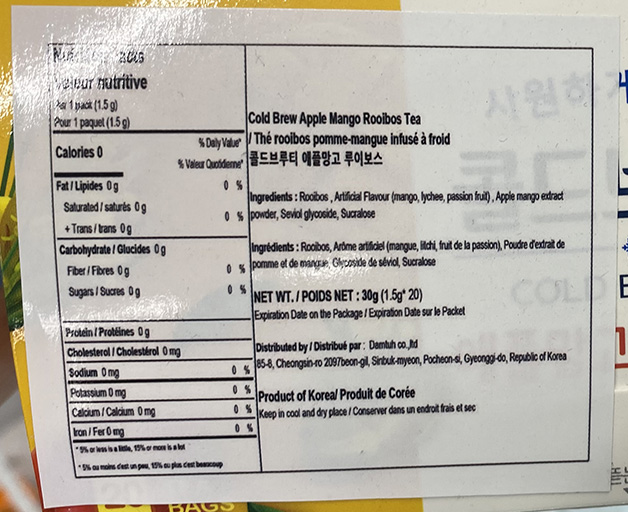 Valeur nutritive
Per 1 pack (1.5 g)
Pour 1 paquet (1.5 g)
Calories 0
% Daily Value*
% Valeur Quotidienne*
Fat / Lipides 0 g 0 %
Saturated / saturés 0 g
+ Trans / trans 0 g 0 %
Carbohydrate / Glucides 0 g
Fiber / Fibres 0 g 0 %
Sugars / Sucres 0 g 0 %
Protein / Protéines 0 g
Cholesterol / Cholestérol 0 mg
Sodium 0 mg 0 %
Potassium 0 mg 0 %
Calcium / Calcium 0 mg 0 %
Iron / Fer 0 mg 0 %
* 5% or less is a little, 15% or more is a lot
* 5% ou moins c'est un peu, 15% ou plus c'est beaucoup
Cold Brew Apple Mango Rooibos Tea
/ Thé rooibos pomme-mangue infusé à froid
콜드브루티 애플망고 루이보스
Ingredients : Rooibos , Artificial Flavour (mango, lychee, passion fruit) , Apple mango extract
powder, Seviol glycoside, Sucralose
Ingrédients : Rooibos, Arôme artificiel (mangue, litchi, fruit de la passion), Poudre d'extrait de
pomme et de mangue, Glycoside de séviol, Sucralose
NET WT. / POIDS NET : 30g (1.5g* 20)
Expiration Date on the Package / Expiration Date sur le Packet
Distributed by / Distribué par : Damtuh co.,ltd
85-8, Cheongsin-ro 2097beon-gil, Sinbuk-myeon, Pocheon-si, Gyeonggi-do, Republic of Korea
Product of Korea/ Produit de Corée
Keep in cool and dry place / Conserver dans un endroit frais et sec
시원하게
콜드브
COLD B
20
BAGS